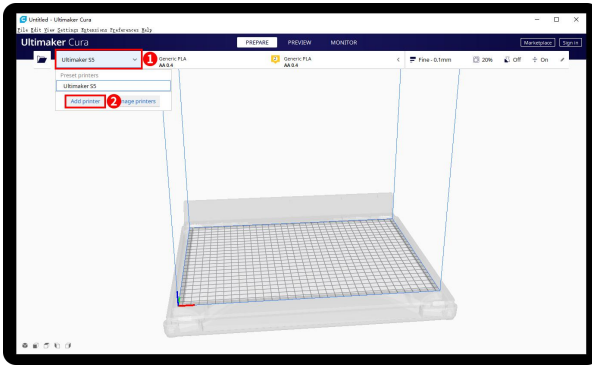 Untitled - Ultimaker Cura
File Edit View Settings Extensions Preferences Help
Ultimaker Cura PREPARE PREVIEW MONITOR Marketplace Sign in
Ultimaker S5 1 Generic PLA AA 0.4 2 Generic PLA AA 0.4 Fine - 0.1mm 20% Off On
Preset printers
Ultimaker S5
Add printer 2 nage printers